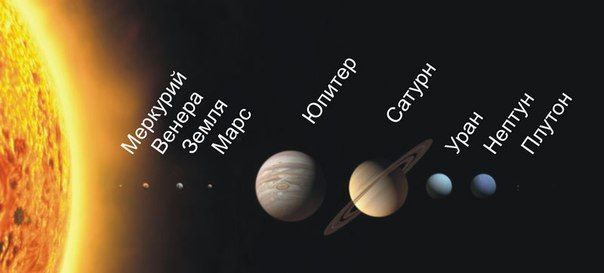 Меркурий
Венера
Земля
Марс
Юпитер
Сатурн
Уран
Нептун
Плутон